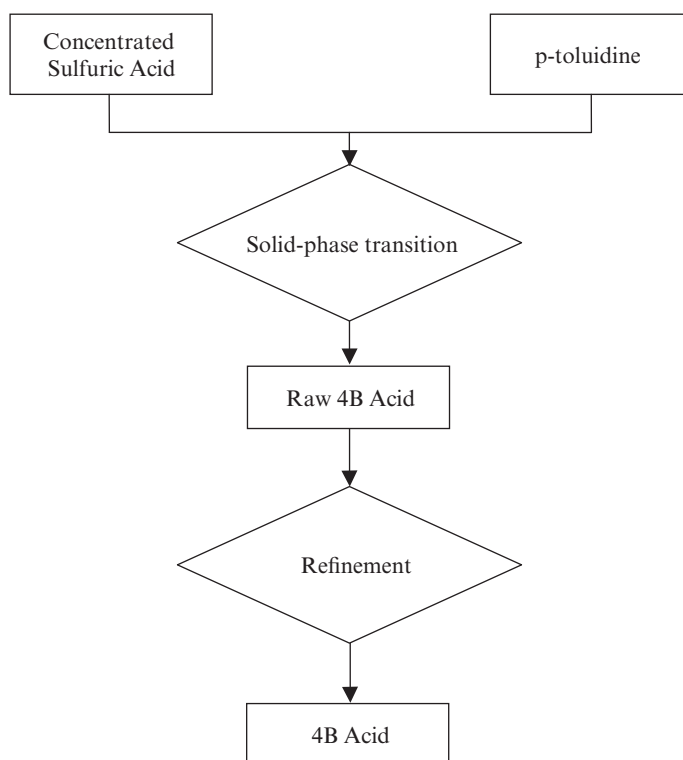 Concentrated
Sulfuric Acid
p-toluidine
Solid-phase transition
Raw 4B Acid
Refinement
4B Acid